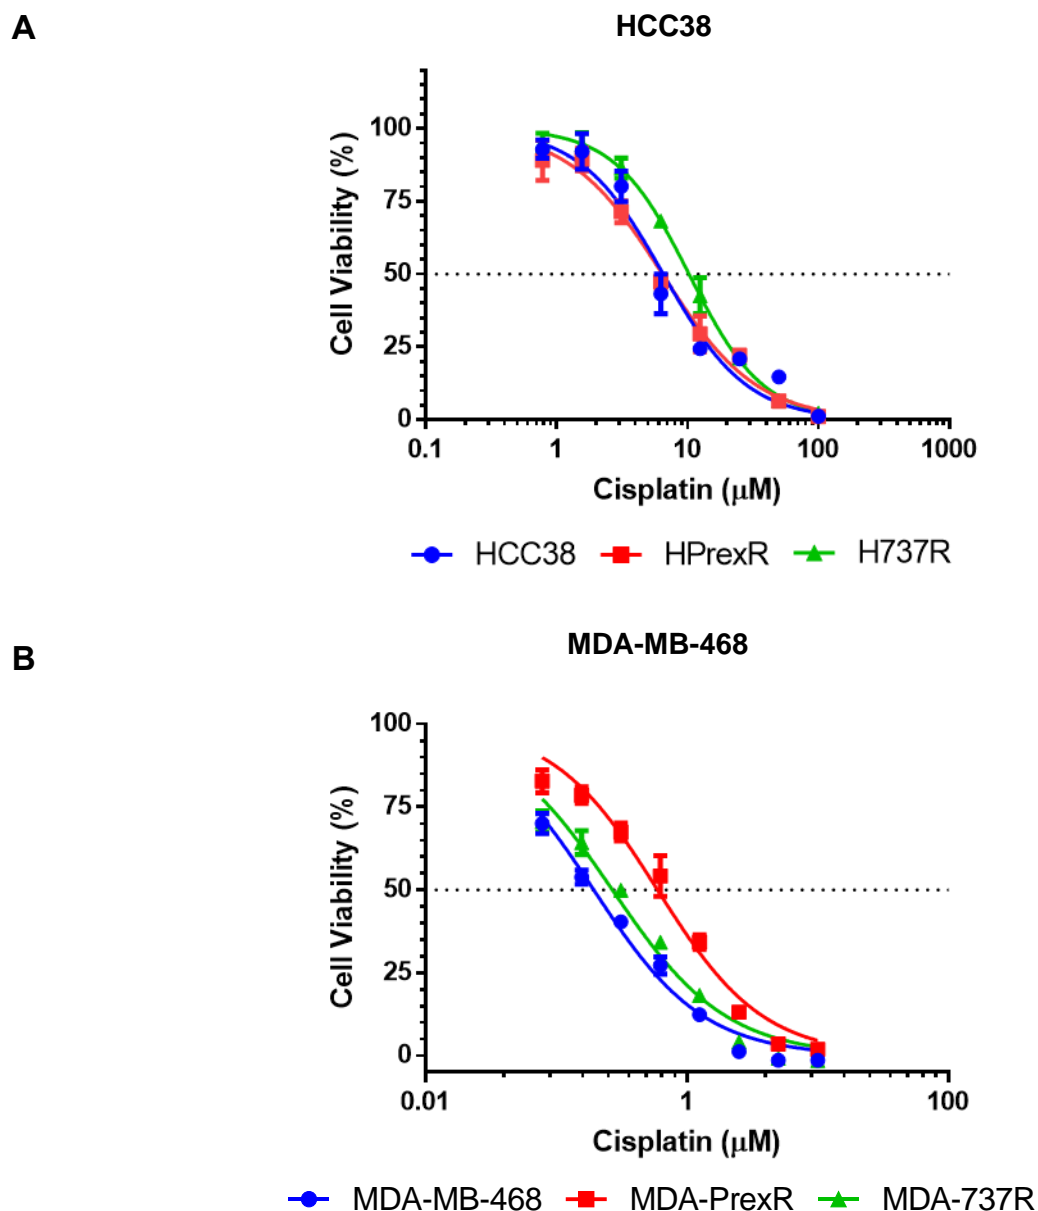 A
HCC38
Cell Viability (%)
100
75
50
25
0
0.1 1 10 100 1000
Cisplatin (μM)
HCC38 HPrexR H737R
B
MDA-MB-468
Cell Viability (%)
100
75
50
25
0
0.01 1 100
Cisplatin (μM)
MDA-MB-468 MDA-PrexR MDA-737R